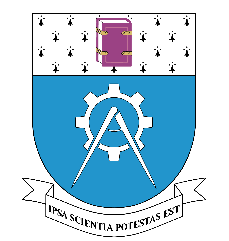 IPSA SCIENTIA POTESTAS EST